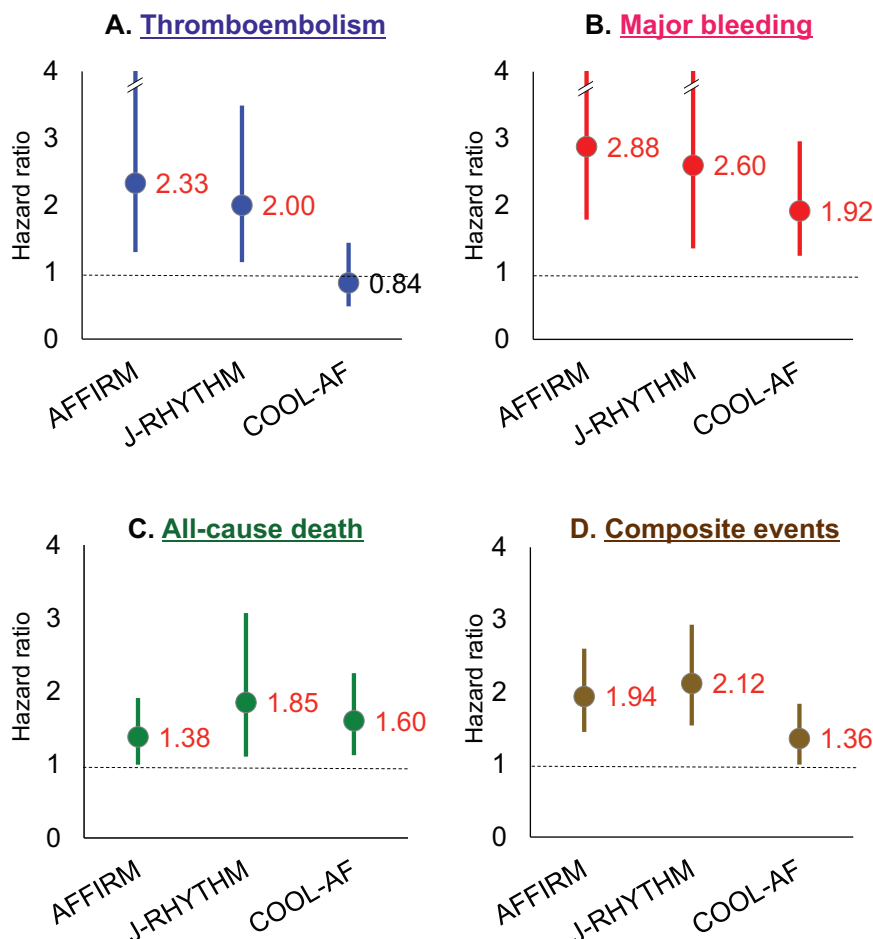 A. Thromboembolism
Hazard ratio
4
3
2
1
0
2.33
2.00
0.84
AFFIRM
J-RHYTHM
COOL-AF
B. Major bleeding
Hazard ratio
4
3
2
1
0
2.88
2.60
1.92
AFFIRM
J-RHYTHM
COOL-AF
C. All-cause death
Hazard ratio
4
3
2
1
0
1.38
1.85
1.60
AFFIRM
J-RHYTHM
COOL-AF
D. Composite events
Hazard ratio
4
3
2
1
0
1.94
2.12
1.36
AFFIRM
J-RHYTHM
COOL-AF